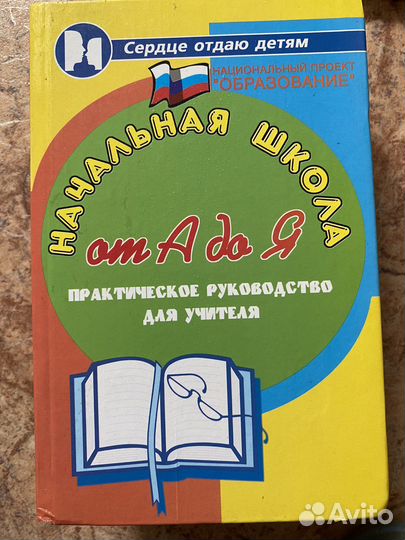 Сердце отдаю детям
НАЦИОНАЛЬНЫЙ ПРОЕКТ
"ОБРАЗОВАНИЕ"
НАЧАЛЬНАЯ ШКОЛА
от А до Я
ПРАКТИЧЕСКОЕ РУКОВОДСТВО
ДЛЯ УЧИТЕЛЯ
Avito